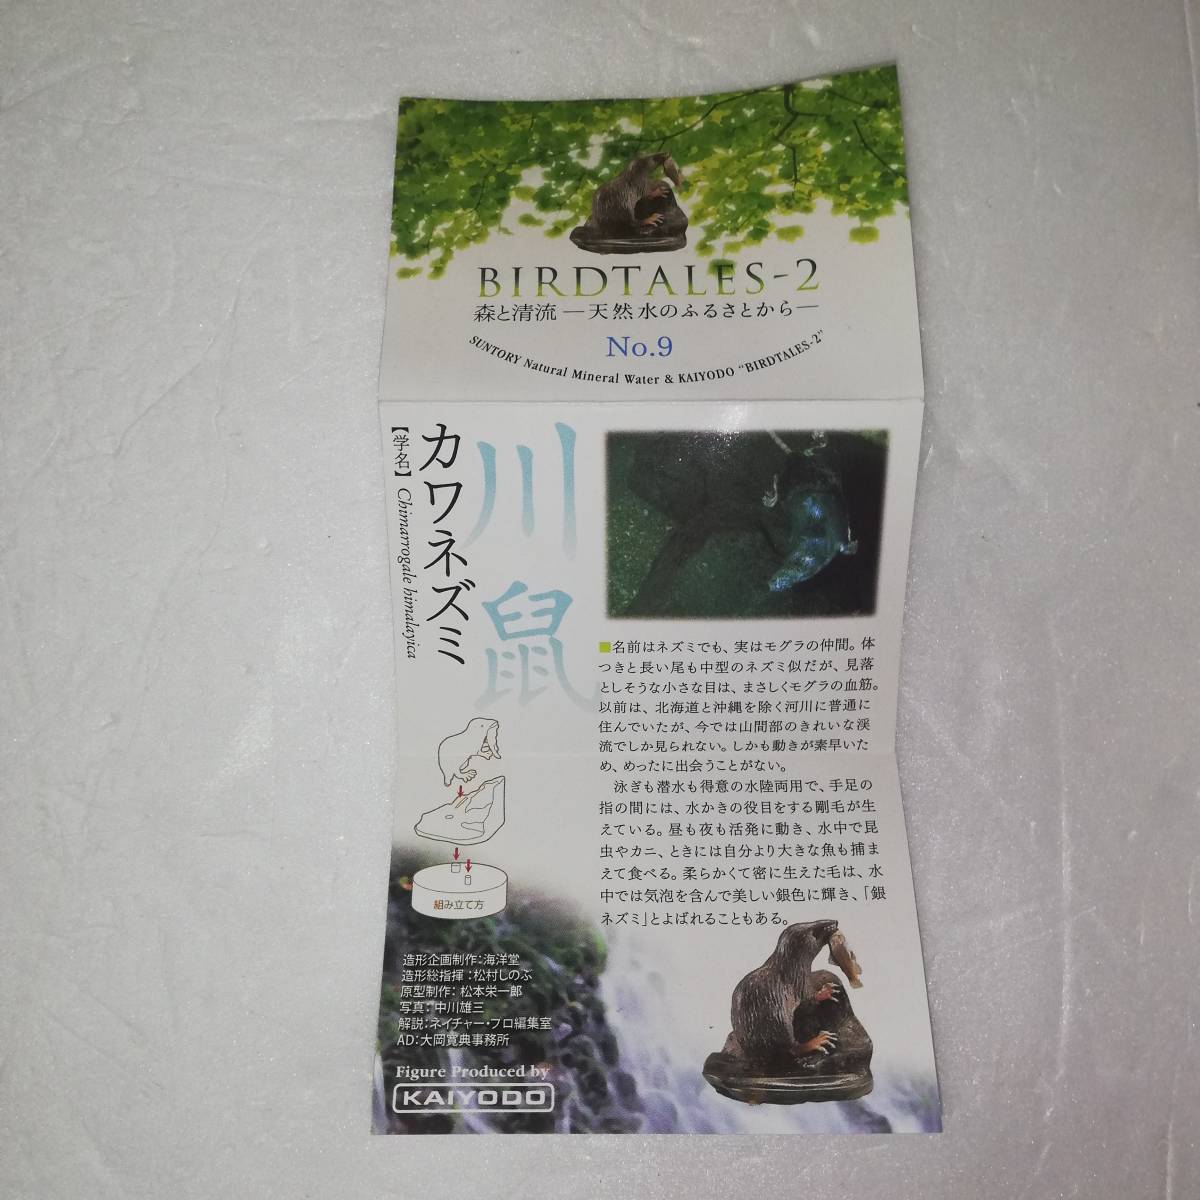 BIRDTALES-2
森と清流 ―天然水のふるさとから―
No.9
SUNTORY Natural Mineral Water & KAIYODO "BIRDTALES-2"
川鼠
カワネズミ
【学名】Chimarrogale himalayica
■名前はネズミでも、実はモグラの仲間。体
つきと長い尾も中型のネズミ似だが、見落
としそうな小さな目は、まさしくモグラの血筋。
以前は、北海道と沖縄を除く河川に普通に
住んでいたが、今では山間部のきれいな渓
流でしか見られない。しかも動きが素早いた
め、めったに出会うことがない。
泳ぎも潜水も得意の水陸両用で、手足の
指の間には、水かきの役目をする剛毛が生
えている。昼も夜も活発に動き、水中で昆
虫やカニ、ときには自分より大きな魚も捕ま
えて食べる。柔らかくて密に生えた毛は、水
中では気泡を含んで美しい銀色に輝き、「銀
ネズミ」とよばれることもある。
組み立て方
造形企画制作：海洋堂
造形総指揮：松村しのぶ
原型制作：松本栄一郎
写真：中川雄三
解説：ネイチャー・プロ編集室
AD：大岡寛典事務所
Figure Produced by
KAIYODO